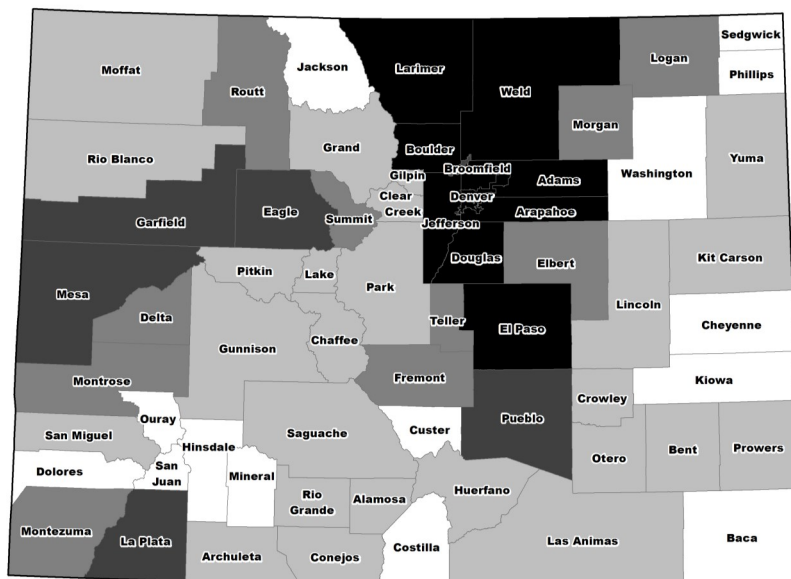 Sedgwick
Logan
Moffat
Jackson
Larimer
Phillips
Routt
Weld
Morgan
Grand
Boulder
Rio Blanco
Yuma
Gilpin
Broomfield
Washington
Adams
Clear
Creek
Denver
Eagle
Summit
Garfield
Jefferson
Arapahoe
Douglas
Elbert
Kit Carson
Pitkin
Lake
Mesa
Park
Lincoln
Delta
Teller
El Paso
Cheyenne
Chaffee
Gunnison
Fremont
Montrose
Kiowa
Crowley
Ouray
Pueblo
Custer
San Miguel
Saguache
Hinsdale
Prowers
Bent
Otero
Dolores
San
Juan
Mineral
Huerfano
Rio
Grande
Alamosa
Montezuma
La Plata
Las Animas
Baca
Costilla
Archuleta
Conejos